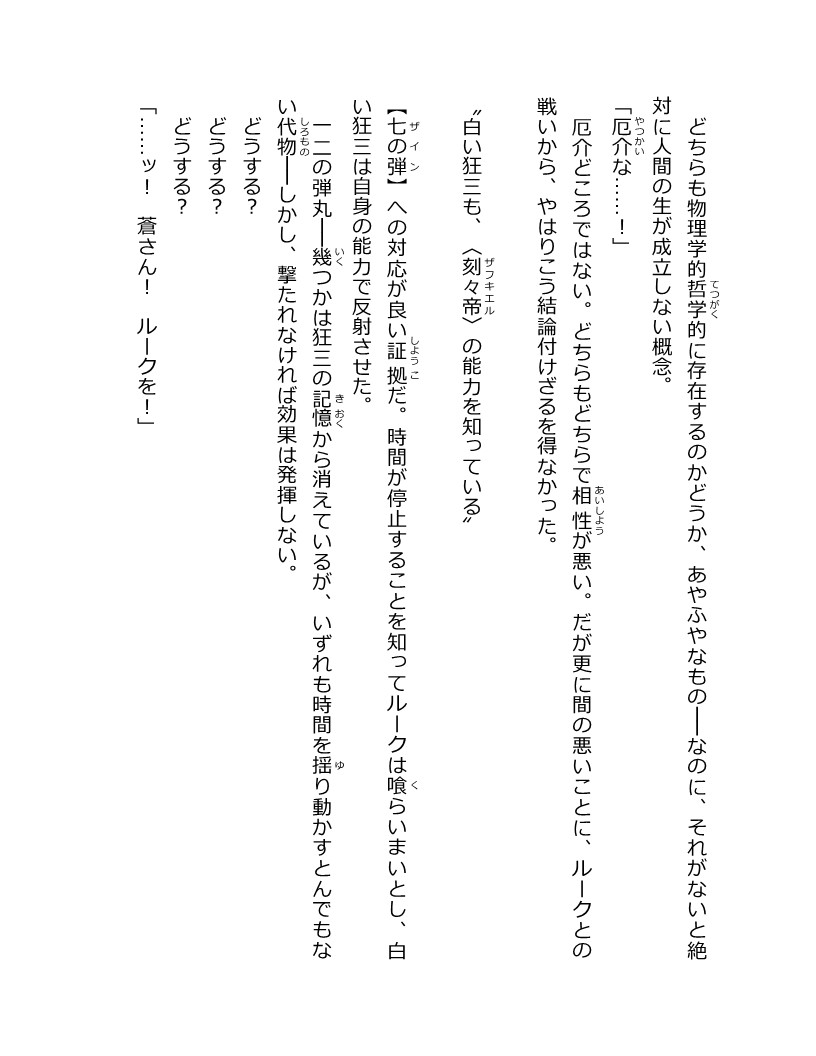 どちらも物理学的哲学的に存在するのかどうか、あやふやなもの――なのに、それがないと絶
対に人間の生が成立しない概念。
「厄介な……！」
厄介どころではない。どちらもどちらで相性が悪い。だが更に間の悪いことに、ルークとの
戦いから、やはりこう結論付けざるを得なかった。
〝白い狂三も、〈刻々帝〉の能力を知っている〟
【七の弾】への対応が良い証拠だ。時間が停止することを知ってルークは喰らいまいとし、白
い狂三は自身の能力で反射させた。
一二の弾丸――幾つかは狂三の記憶から消えているが、いずれも時間を揺り動かすとんでもな
い代物――しかし、撃たれなければ効果は発揮しない。
どうする？
どうする？
どうする？
「……ッ！　蒼さん！　ルークを！」